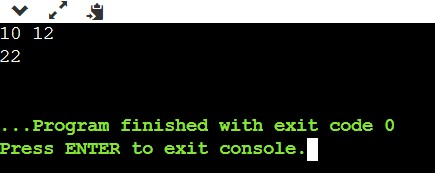 10 12
22
...Program finished with exit code 0
Press ENTER to exit console.